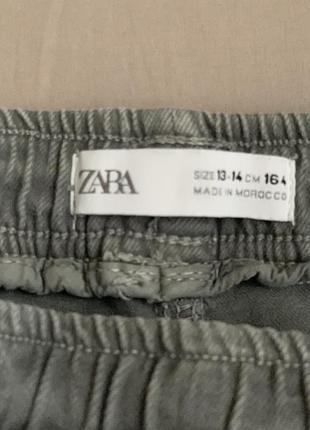 ZARA
SIZE 13-14 CM 164
MADE IN MOROCCO